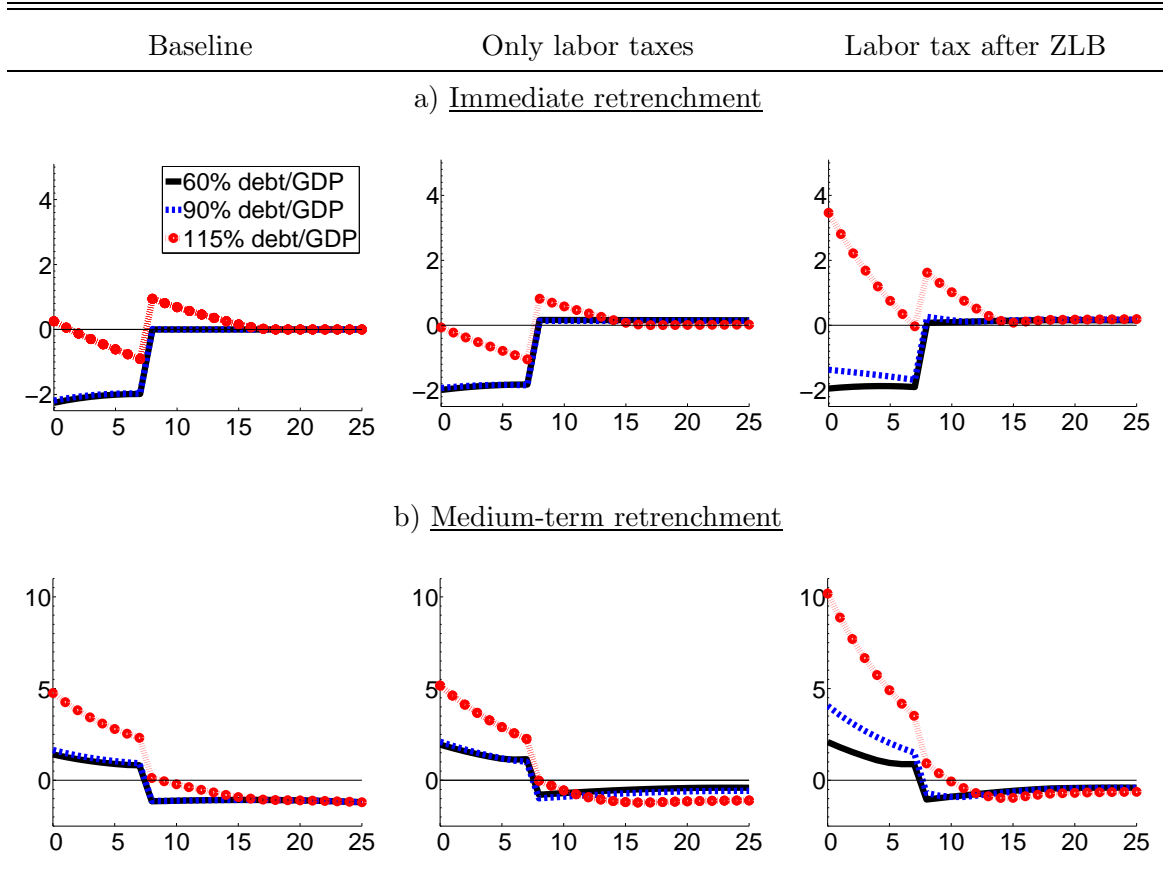 Baseline Only labor taxes Labor tax after ZLB
a) Immediate retrenchment
4
2
0
−2
0 5 10 15 20 25
60% debt/GDP
90% debt/GDP
115% debt/GDP
4
2
0
−2
0 5 10 15 20 25
4
2
0
−2
0 5 10 15 20 25
b) Medium-term retrenchment
10
5
0
0 5 10 15 20 25
10
5
0
0 5 10 15 20 25
10
5
0
0 5 10 15 20 25